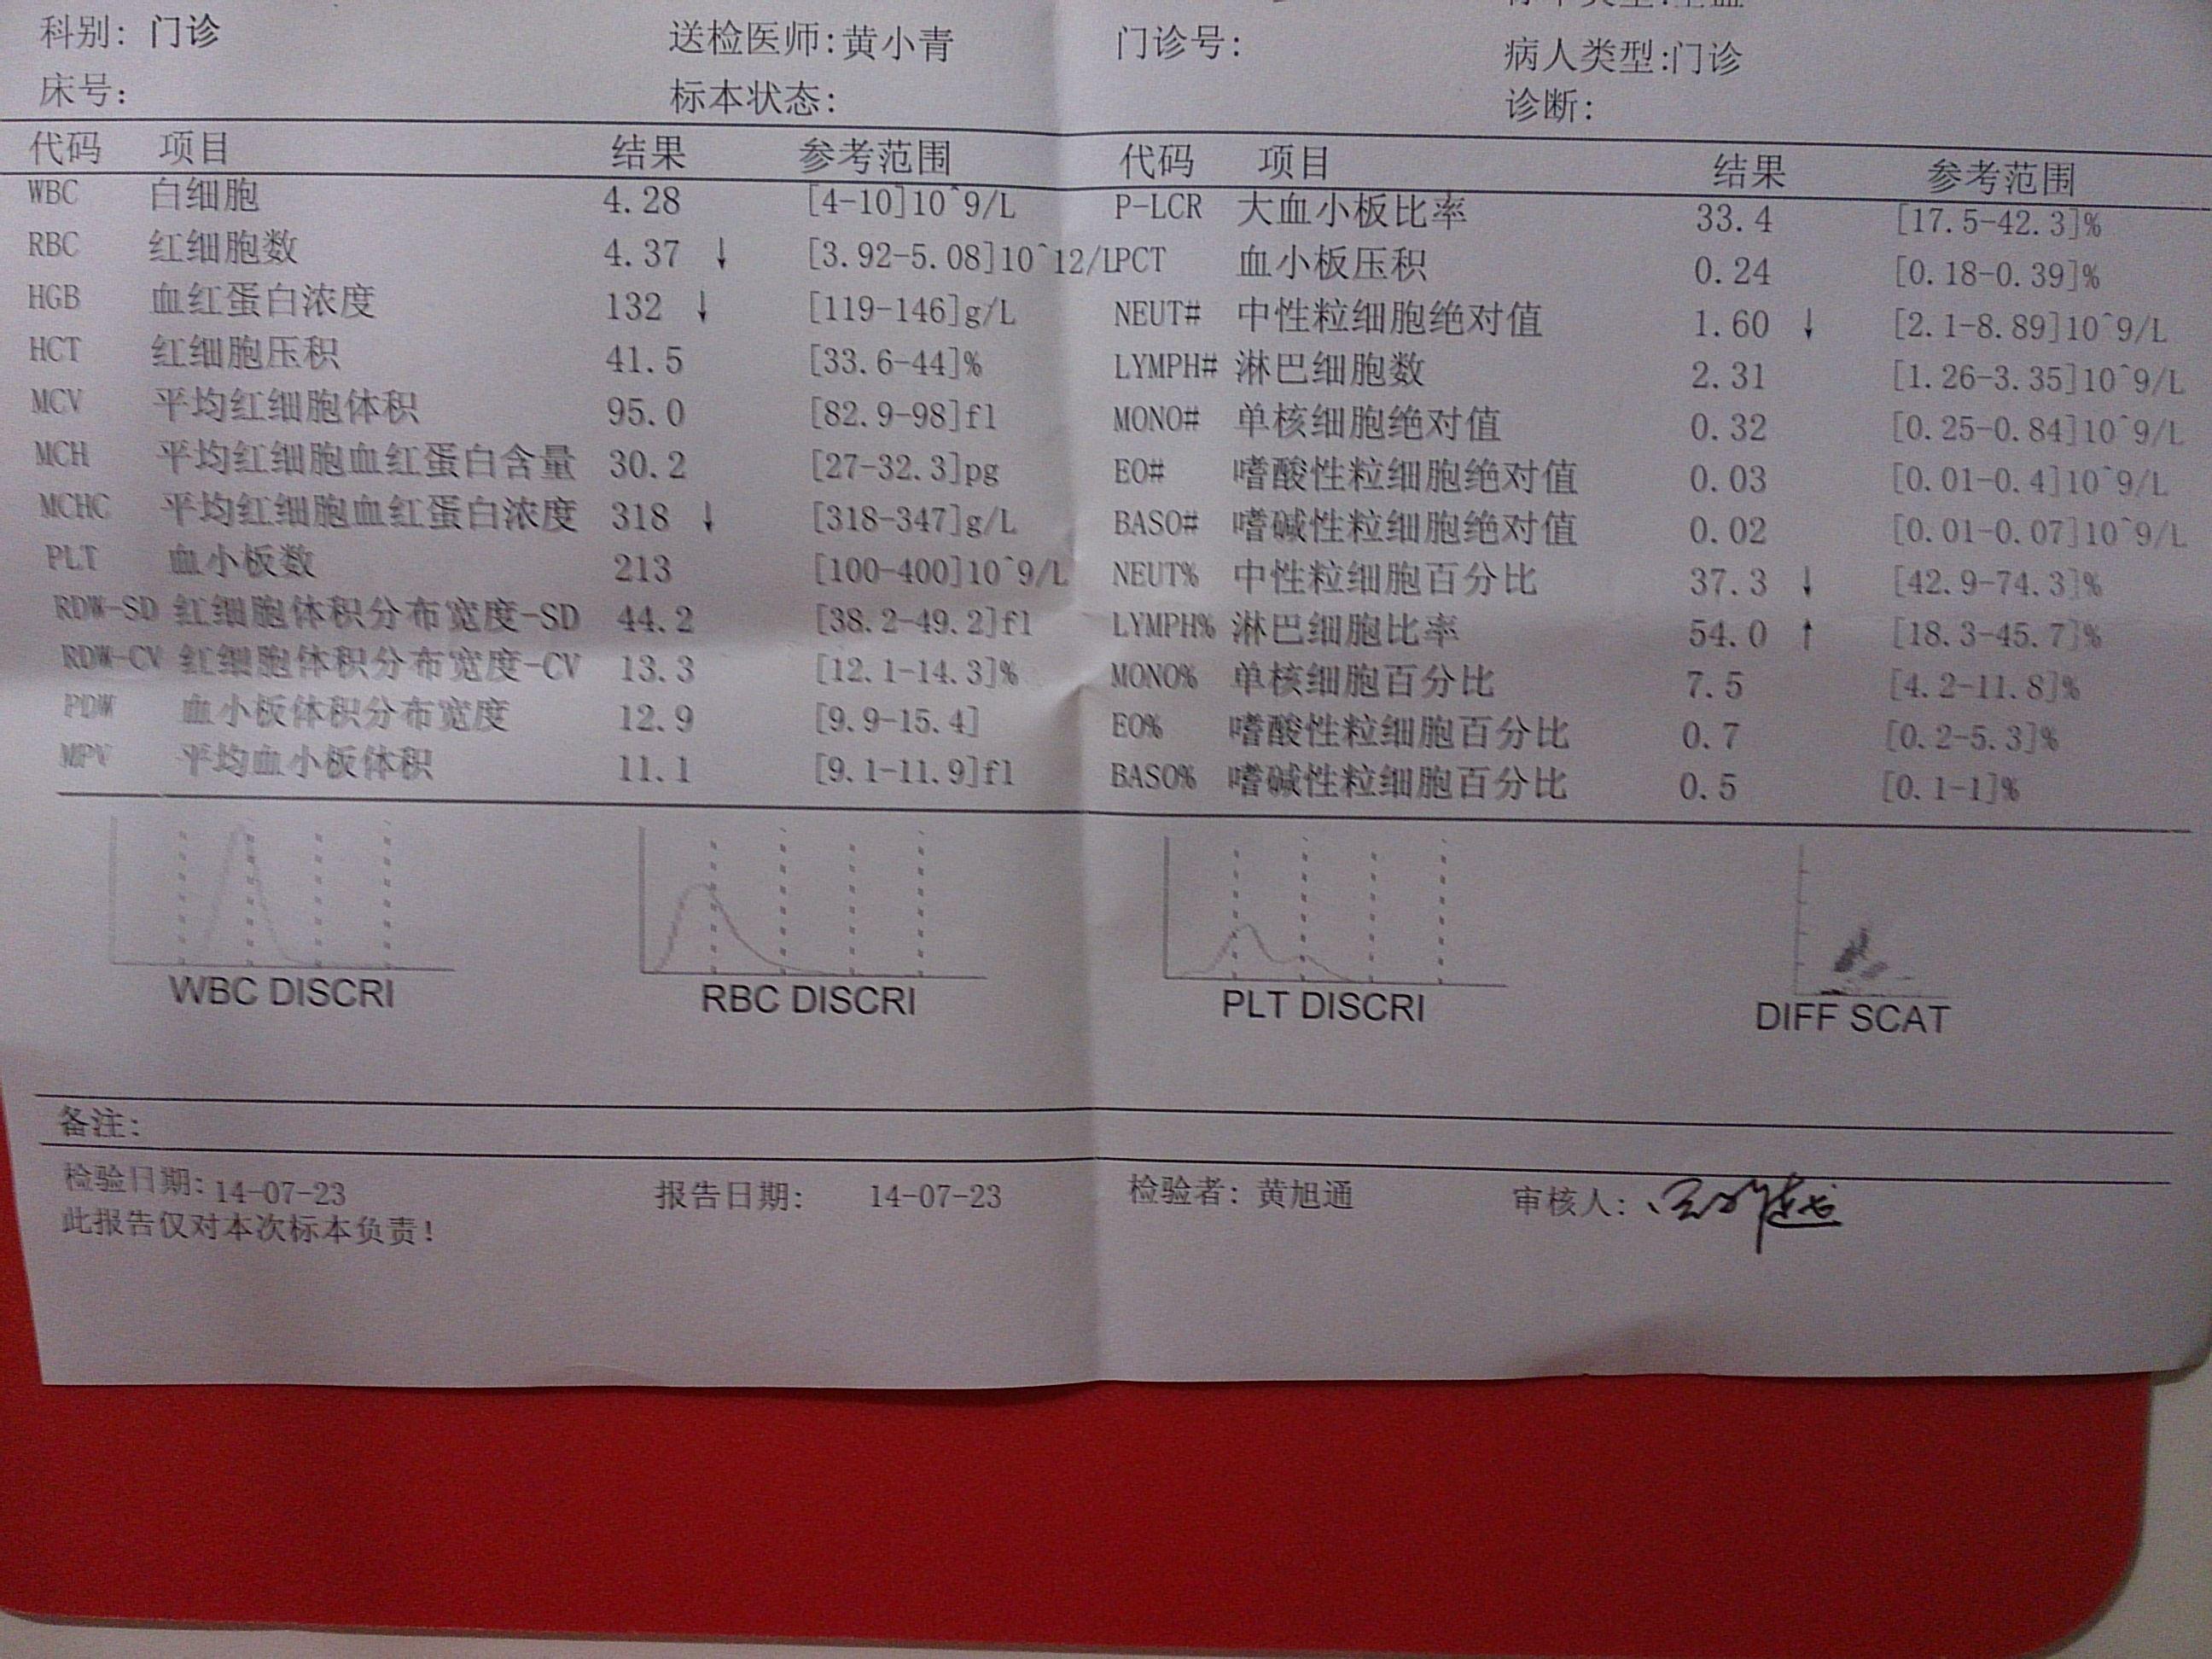 科别: 门诊 送检医师:黄小青 门诊号: 病人类型:门诊
床号: 标本状态: 诊断:
代码 项目 结果 参考范围 代码 项目 结果 参考范围
WBC 白细胞 4.28 [4-10]10^9/L P-LCR 大血小板比率 33.4 [17.5-42.3]%
RBC 红细胞数 4.37 ↓ [3.92-5.08]10^12/L PCT 血小板压积 0.24 [0.18-0.39]%
HGB 血红蛋白浓度 132 ↓ [119-146]g/L NEUT# 中性粒细胞绝对值 1.60 ↓ [2.1-8.89]10^9/L
HCT 红细胞压积 41.5 [33.6-44]% LYMPH# 淋巴细胞数 2.31 [1.26-3.35]10^9/L
MCV 平均红细胞体积 95.0 [82.9-98]fl MONO# 单核细胞绝对值 0.32 [0.25-0.84]10^9/L
MCH 平均红细胞血红蛋白含量 30.2 [27-32.3]pg EO# 嗜酸性粒细胞绝对值 0.03 [0.01-0.4]10^9/L
MCHC 平均红细胞血红蛋白浓度 318 ↓ [318-347]g/L BASO# 嗜碱性粒细胞绝对值 0.02 [0.01-0.07]10^9/L
PLT 血小板数 213 [100-400]10^9/L NEUT% 中性粒细胞百分比 37.3 ↓ [42.9-74.3]%
RDW-SD 红细胞体积分布宽度-SD 44.2 [38.2-49.2]fl LYMPH% 淋巴细胞比率 54.0 ↑ [18.3-45.7]%
RDW-CV 红细胞体积分布宽度-CV 13.3 [12.1-14.3]% MONO% 单核细胞百分比 7.5 [4.2-11.8]%
PDW 血小板体积分布宽度 12.9 [9.9-15.4] EO% 嗜酸性粒细胞百分比 0.7 [0.2-5.3]%
MPV 平均血小板体积 11.1 [9.1-11.9]fl BASO% 嗜碱性粒细胞百分比 0.5 [0.1-1]%
WBC DISCRI RBC DISCRI PLT DISCRI DIFF SCAT
备注:
检验日期: 14-07-23 报告日期: 14-07-23 检验者: 黄旭通 审核人:
此报告仅对本次标本负责!